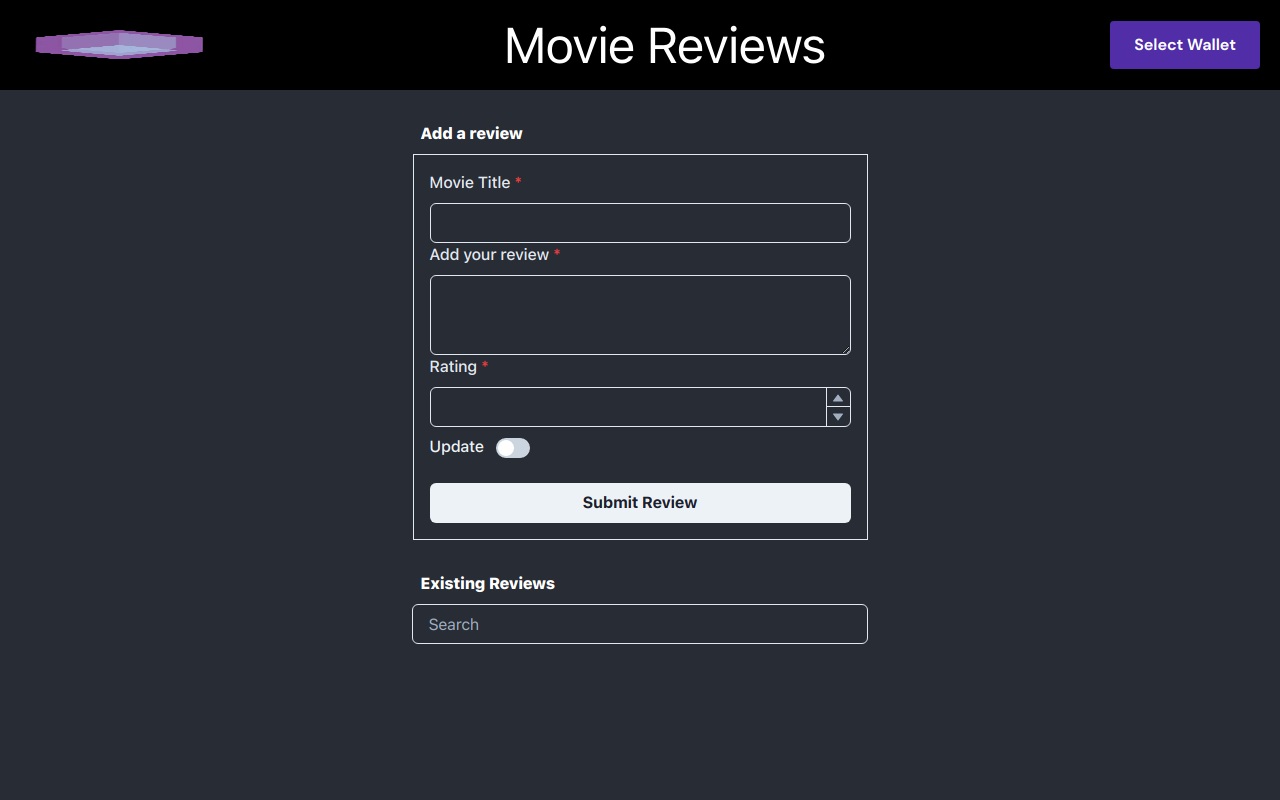 Movie Reviews
Select Wallet
Add a review
Movie Title *
Add your review *
Rating *
Update
Submit Review
Existing Reviews
Search